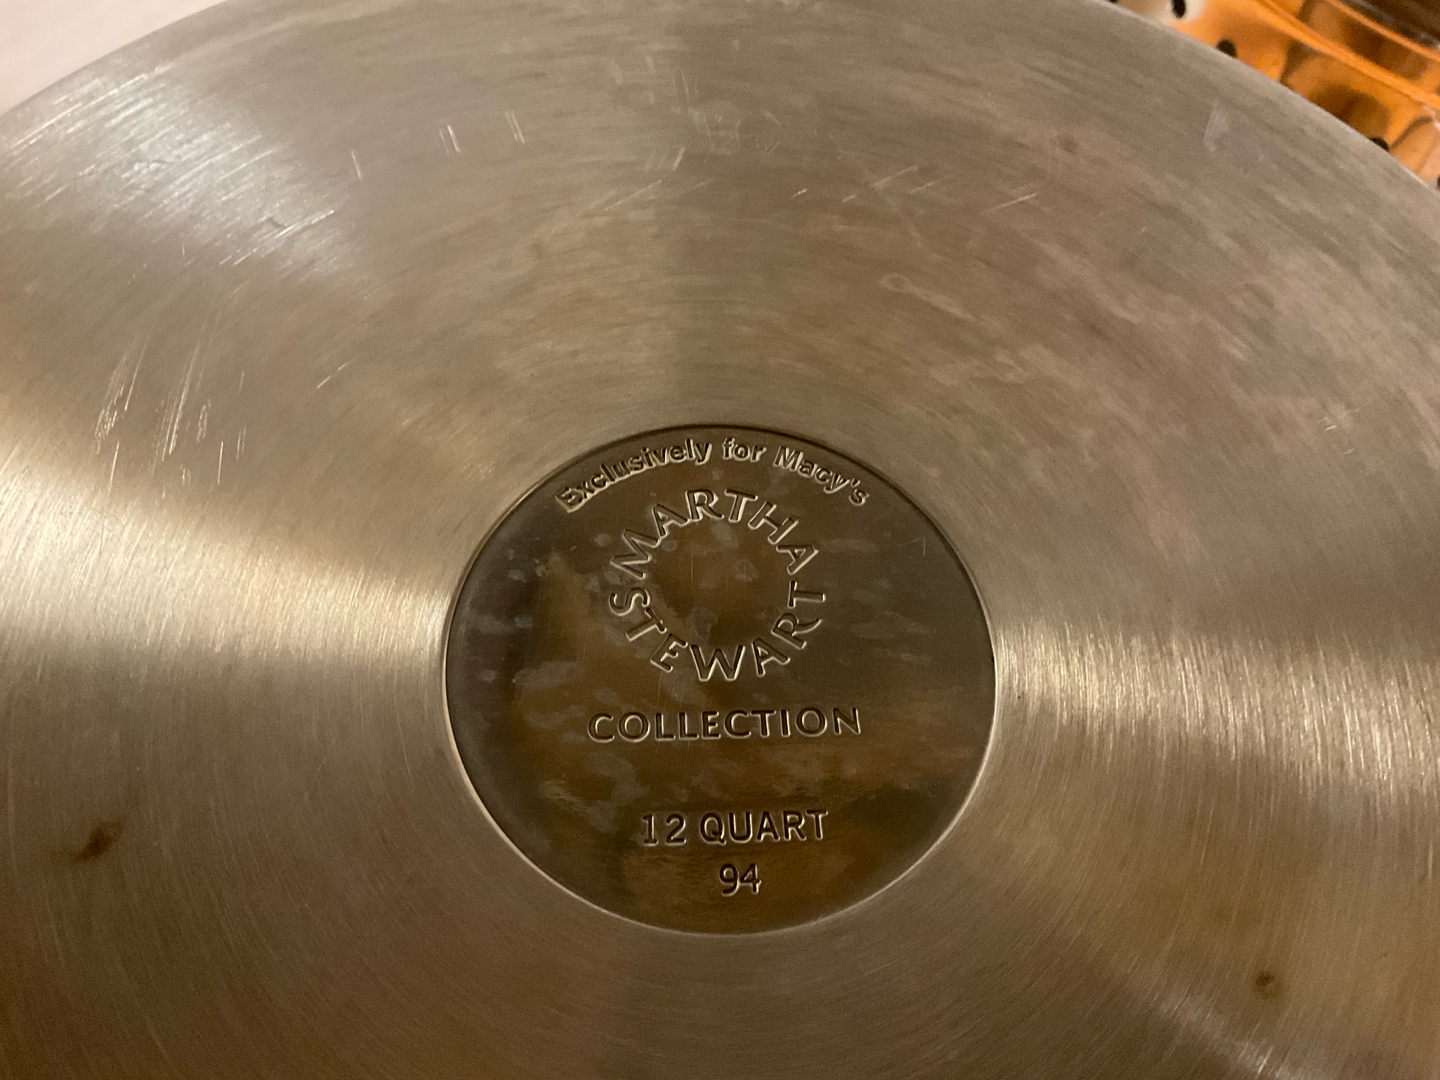 Exclusively for Macy's
MARTHA
STEWART
COLLECTION
12 QUART
94